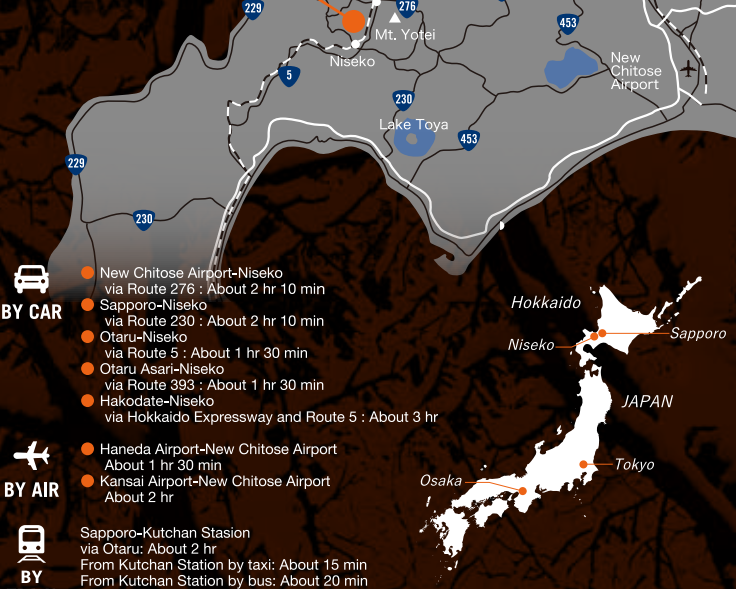 229
276
453
Mt. Yotei
Niseko
New
Chitose
Airport
5
230
Lake Toya
453
229
230
BY CAR
New Chitose Airport-Niseko
via Route 276 : About 2 hr 10 min
Sapporo-Niseko
via Route 230 : About 2 hr 10 min
Otaru-Niseko
via Route 5 : About 1 hr 30 min
Otaru Asari-Niseko
via Route 393 : About 1 hr 30 min
Hakodate-Niseko
via Hokkaido Expressway and Route 5 : About 3 hr
BY AIR
Haneda Airport-New Chitose Airport
About 1 hr 30 min
Kansai Airport-New Chitose Airport
About 2 hr
BY
Sapporo-Kutchan Stasion
via Otaru: About 2 hr
From Kutchan Station by taxi: About 15 min
From Kutchan Station by bus: About 20 min
Hokkaido
Niseko
Sapporo
JAPAN
Tokyo
Osaka